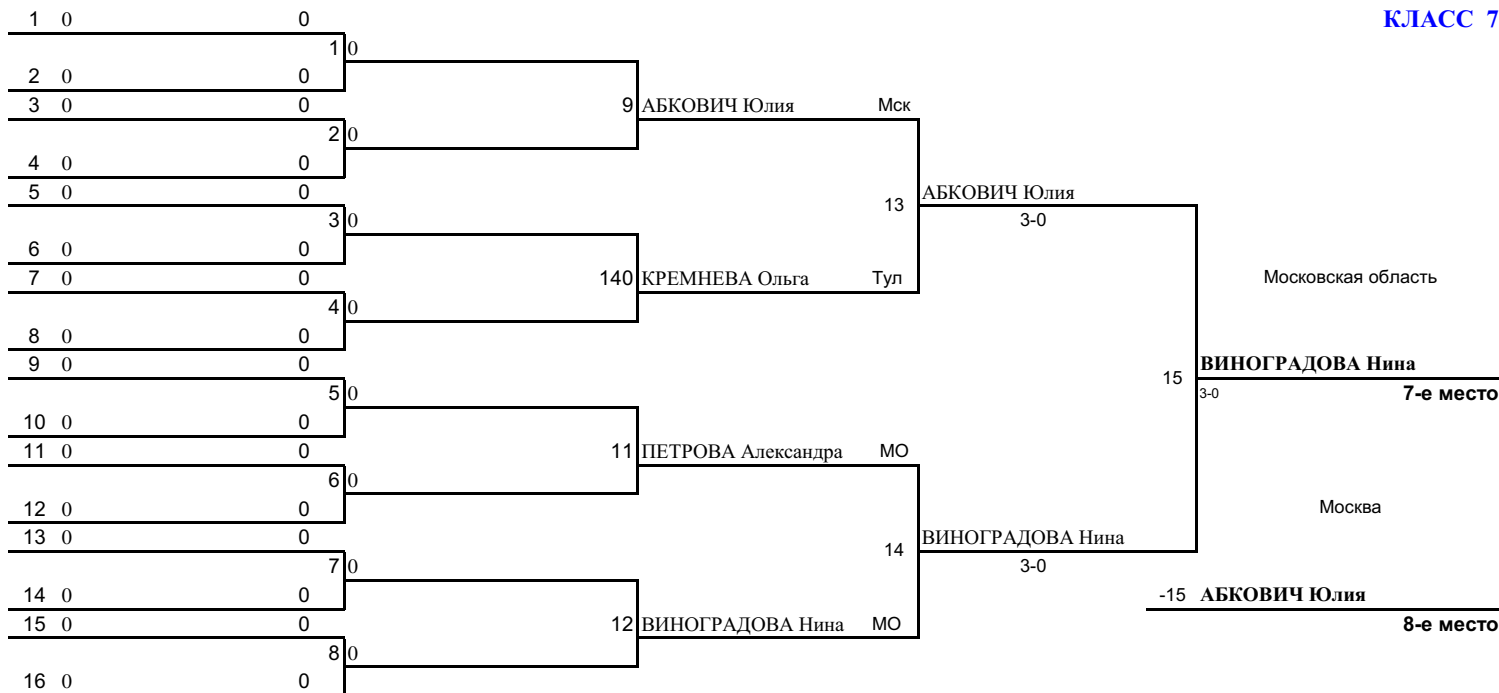 1 0 0 КЛАСС 7
1 0
2 0 0
3 0 0 9 АБКОВИЧ Юлия Мск
2 0
4 0 0
5 0 0 АБКОВИЧ Юлия
3 0 13 3-0
6 0 0
7 0 0 140 КРЕМНЕВА Ольга Тул Московская область
4 0
8 0 0
9 0 0 ВИНОГРАДОВА Нина
15
5 0 3-0 7-е место
10 0 0
11 0 0 11 ПЕТРОВА Александра МО
6 0
12 0 0 Москва
13 0 0 ВИНОГРАДОВА Нина
14
7 0 3-0
14 0 0 -15 АБКОВИЧ Юлия
15 0 0 12 ВИНОГРАДОВА Нина МО 8-е место
8 0
16 0 0